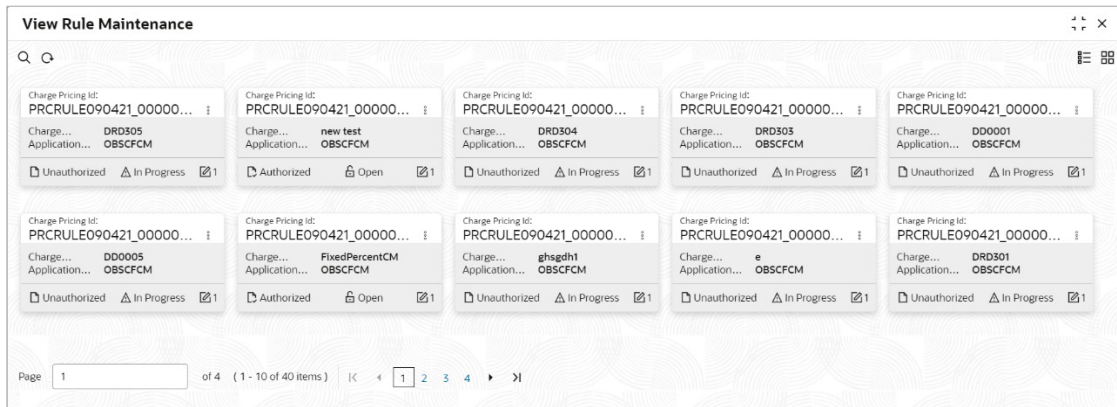 View Rule Maintenance
Charge Pricing Id:
PRCRULE090421_00000...
Charge... DRD305
Application... OBSCFCM
Unauthorized In Progress 1
Charge Pricing Id:
PRCRULE090421_00000...
Charge... new test
Application... OBSCFCM
Authorized Open 1
Charge Pricing Id:
PRCRULE090421_00000...
Charge... DRD304
Application... OBSCFCM
Unauthorized In Progress 1
Charge Pricing Id:
PRCRULE090421_00000...
Charge... DRD303
Application... OBSCFCM
Unauthorized In Progress 1
Charge Pricing Id:
PRCRULE090421_00000...
Charge... DD0001
Application... OBSCFCM
Unauthorized In Progress 1
Charge Pricing Id:
PRCRULE090421_00000...
Charge... DD0005
Application... OBSCFCM
Unauthorized In Progress 1
Charge Pricing Id:
PRCRULE090421_00000...
Charge... FixedPercentCM
Application... OBSCFCM
Authorized Open 1
Charge Pricing Id:
PRCRULE090421_00000...
Charge... ghsgdh1
Application... OBSCFCM
Unauthorized In Progress 1
Charge Pricing Id:
PRCRULE090421_00000...
Charge... e
Application... OBSCFCM
Unauthorized In Progress 1
Charge Pricing Id:
PRCRULE090421_00000...
Charge... DRD301
Application... OBSCFCM
Unauthorized In Progress 1
Page 1 of 4 (1 - 10 of 40 items) 1 2 3 4